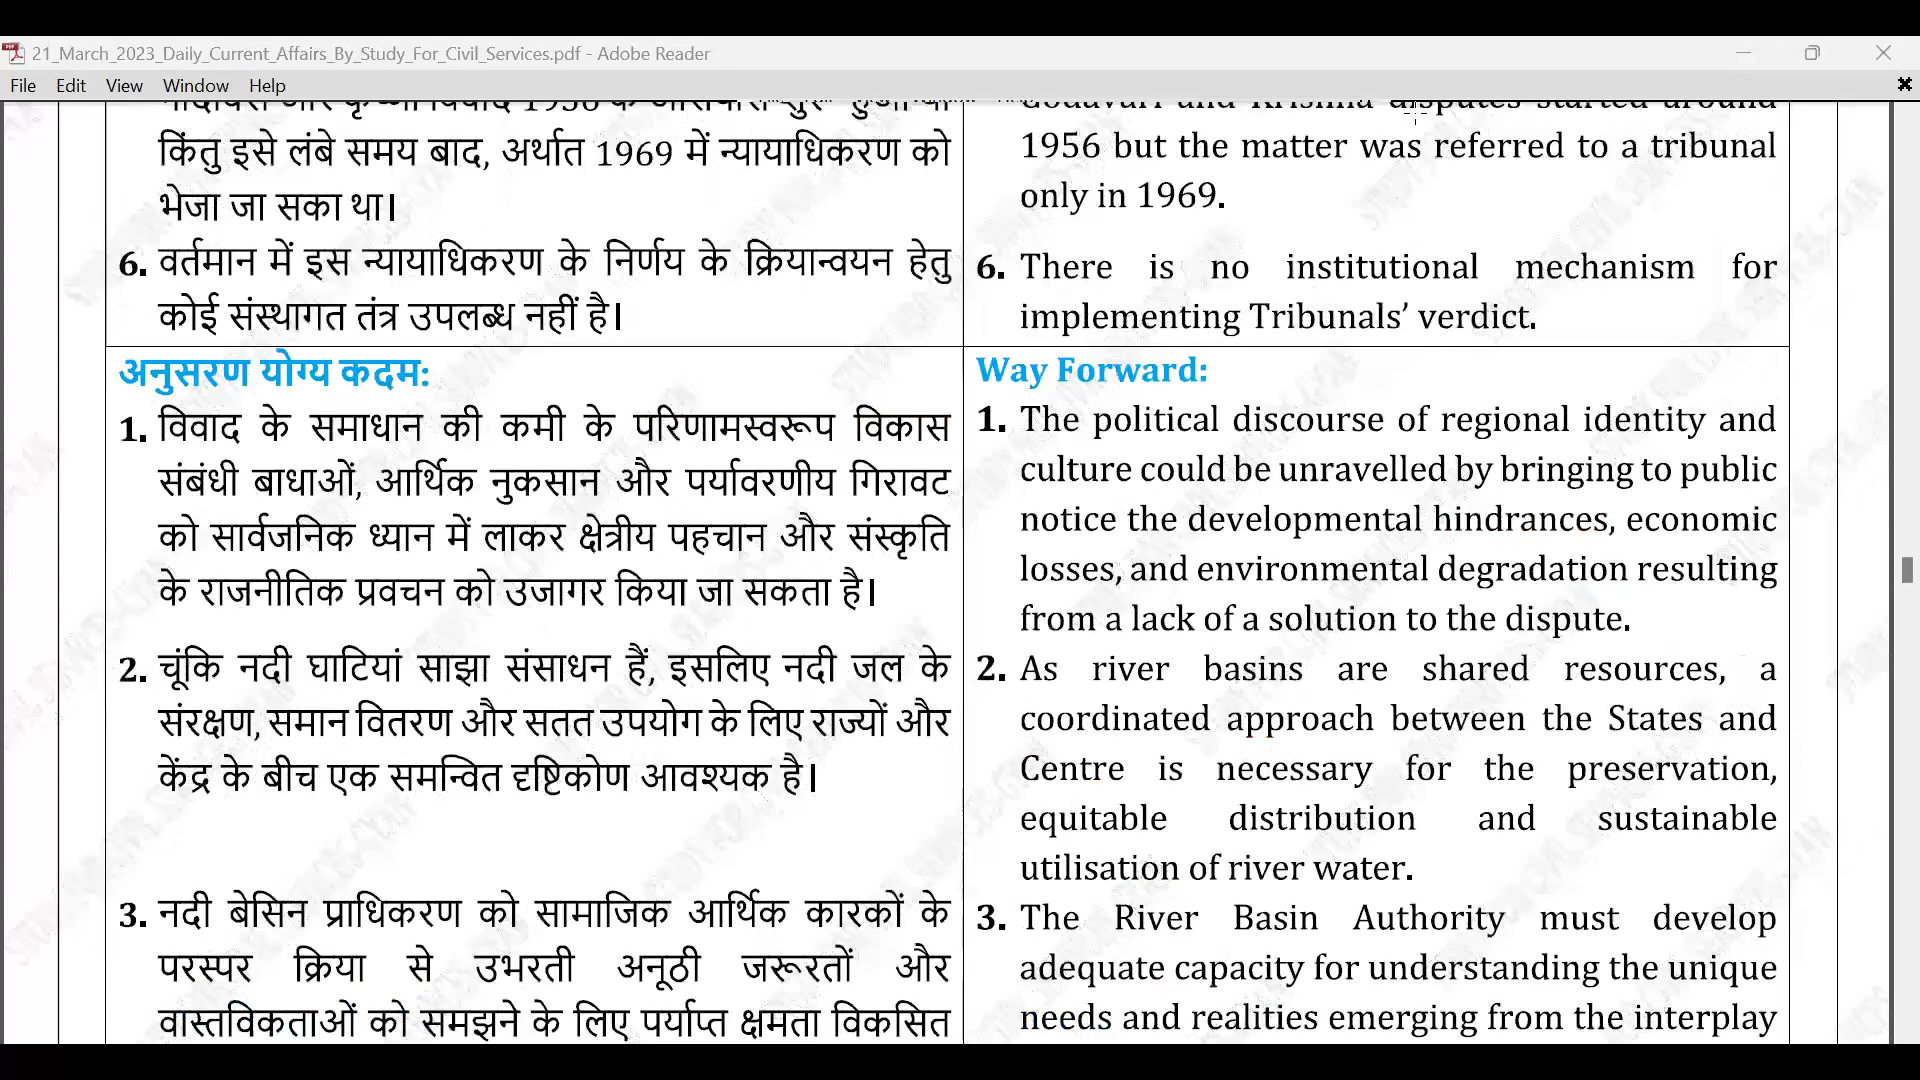 21_March_2023_Daily_Current_Affairs_By_Study_For_Civil_Services.pdf - Adobe Reader
File Edit View Window Help
किंतु इसे लंबे समय बाद, अर्थात 1969 में न्यायाधिकरण को
भेजा जा सका था।
6. वर्तमान में इस न्यायाधिकरण के निर्णय के क्रियान्वयन हेतु
कोई संस्थागत तंत्र उपलब्ध नहीं है।
अनुसरण योग्य कदम:
1. विवाद के समाधान की कमी के परिणामस्वरूप विकास
संबंधी बाधाओं, आर्थिक नुकसान और पर्यावरणीय गिरावट
को सार्वजनिक ध्यान में लाकर क्षेत्रीय पहचान और संस्कृति
के राजनीतिक प्रवचन को उजागर किया जा सकता है।
2. चूंकि नदी घाटियां साझा संसाधन हैं, इसलिए नदी जल के
संरक्षण, समान वितरण और सतत उपयोग के लिए राज्यों और
केंद्र के बीच एक समन्वित दृष्टिकोण आवश्यक है।
3. नदी बेसिन प्राधिकरण को सामाजिक आर्थिक कारकों के
परस्पर क्रिया से उभरती अनूठी जरूरतों और
वास्तविकताओं को समझने के लिए पर्याप्त क्षमता विकसित
Godavari and Krishna disputes started around
1956 but the matter was referred to a tribunal
only in 1969.
6. There is no institutional mechanism for
implementing Tribunals’ verdict.
Way Forward:
1. The political discourse of regional identity and
culture could be unravelled by bringing to public
notice the developmental hindrances, economic
losses, and environmental degradation resulting
from a lack of a solution to the dispute.
2. As river basins are shared resources, a
coordinated approach between the States and
Centre is necessary for the preservation,
equitable distribution and sustainable
utilisation of river water.
3. The River Basin Authority must develop
adequate capacity for understanding the unique
needs and realities emerging from the interplay